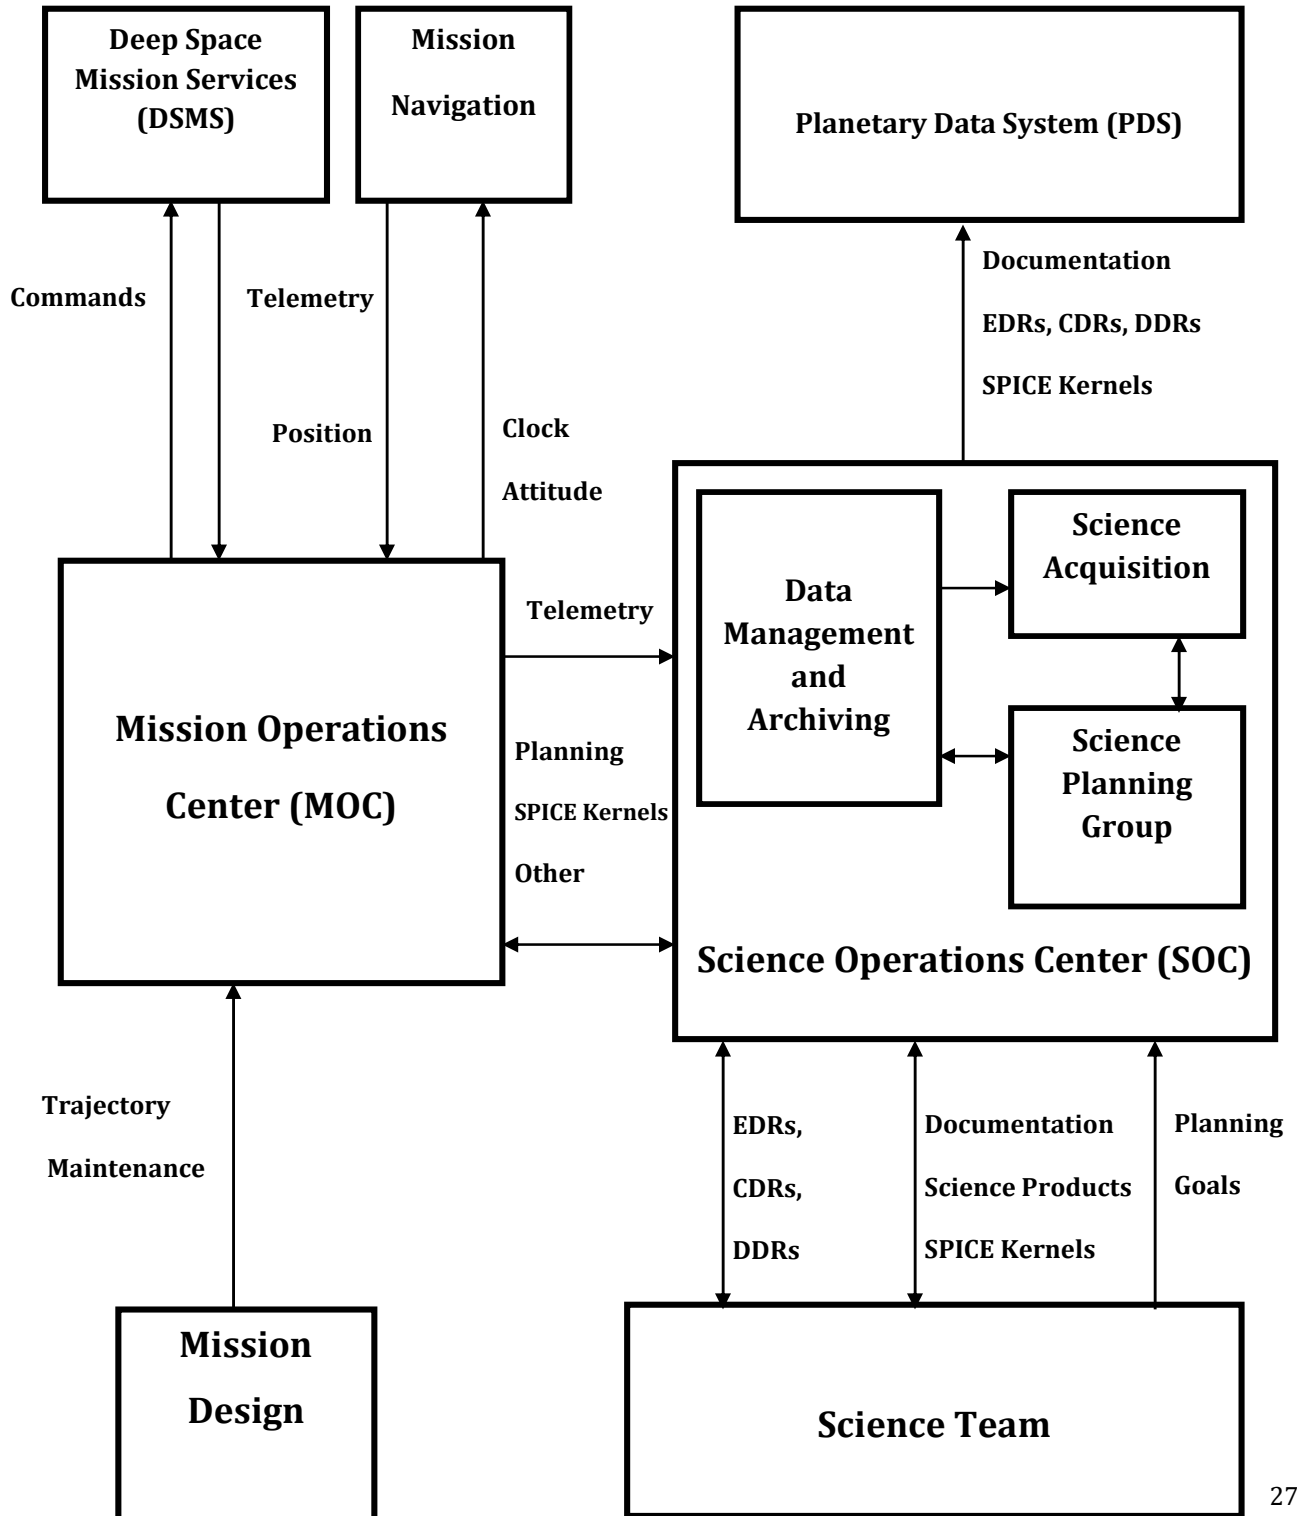 Deep Space
Mission Services
(DSMS)
Mission
Navigation
Planetary Data System (PDS)
Commands
Telemetry
Position
Clock
Attitude
Documentation
EDRs, CDRs, DDRs
SPICE Kernels
Mission Operations
Center (MOC)
Telemetry
Planning
SPICE Kernels
Other
Data
Management
and
Archiving
Science
Acquisition
Science
Planning
Group
Science Operations Center (SOC)
Trajectory
Maintenance
EDRs,
CDRs,
DDRs
Documentation
Science Products
SPICE Kernels
Planning
Goals
Mission
Design
Science Team
27